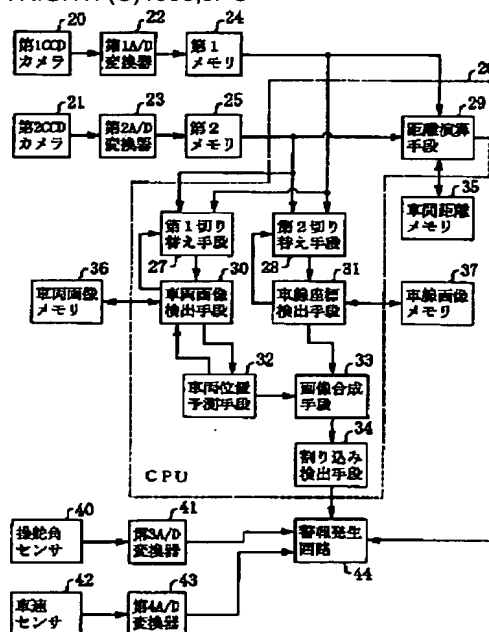 20
第1CCD
カメラ
22
第1A/D
変換器
24
第1
メモリ
26
21
第2CCD
カメラ
23
第2A/D
変換器
25
第2
メモリ
29
距離演算
手段
35
車間距離
メモリ
第1切り
替え手段
27
第2切り
替え手段
28
36
車両画像
メモリ
30
車両画像
検出手段
31
車線座標
検出手段
37
車線画像
メモリ
32
車両位置
予測手段
33
画像合成
手段
34
割り込み
検出手段
CPU
40
操舵角
センサ
41
第3A/D
変換器
警報発生
回路
44
42
車速
センサ
43
第4A/D
変換器